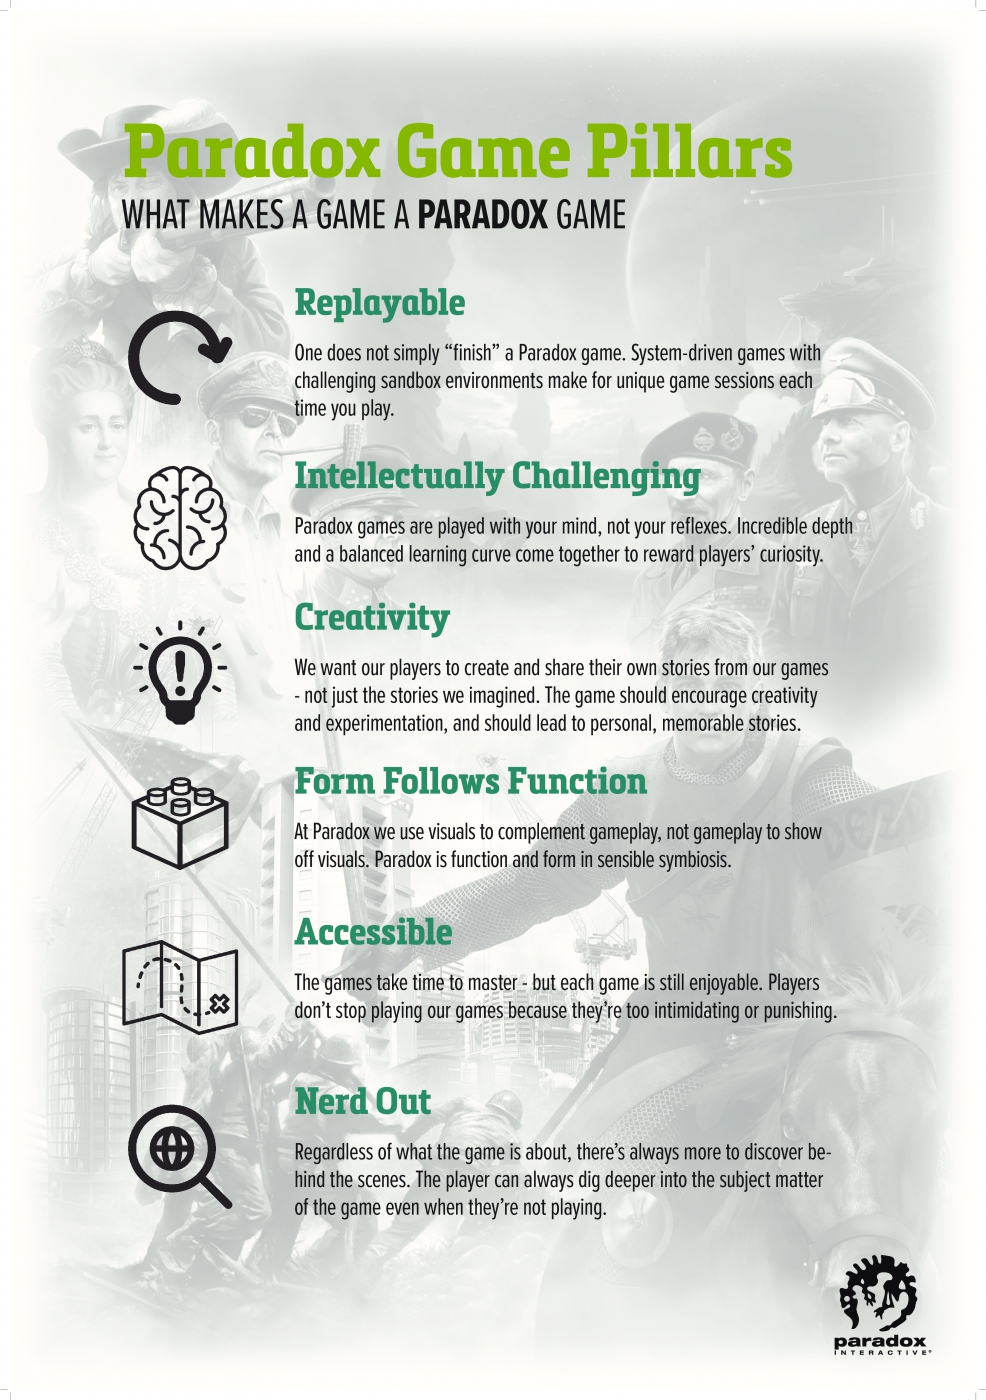 Paradox Game Pillars
WHAT MAKES A GAME A PARADOX GAME
Replayable
One does not simply “finish” a Paradox game. System-driven games with
challenging sandbox environments make for unique game sessions each
time you play.
Intellectually Challenging
Paradox games are played with your mind, not your reflexes. Incredible depth
and a balanced learning curve come together to reward players’ curiosity.
Creativity
We want our players to create and share their own stories from our games
- not just the stories we imagined. The game should encourage creativity
and experimentation, and should lead to personal, memorable stories.
Form Follows Function
At Paradox we use visuals to complement gameplay, not gameplay to show
off visuals. Paradox is function and form in sensible symbiosis.
Accessible
The games take time to master - but each game is still enjoyable. Players
don’t stop playing our games because they’re too intimidating or punishing.
Nerd Out
Regardless of what the game is about, there’s always more to discover be-
hind the scenes. The player can always dig deeper into the subject matter
of the game even when they’re not playing.
paradox
INTERACTIVE®